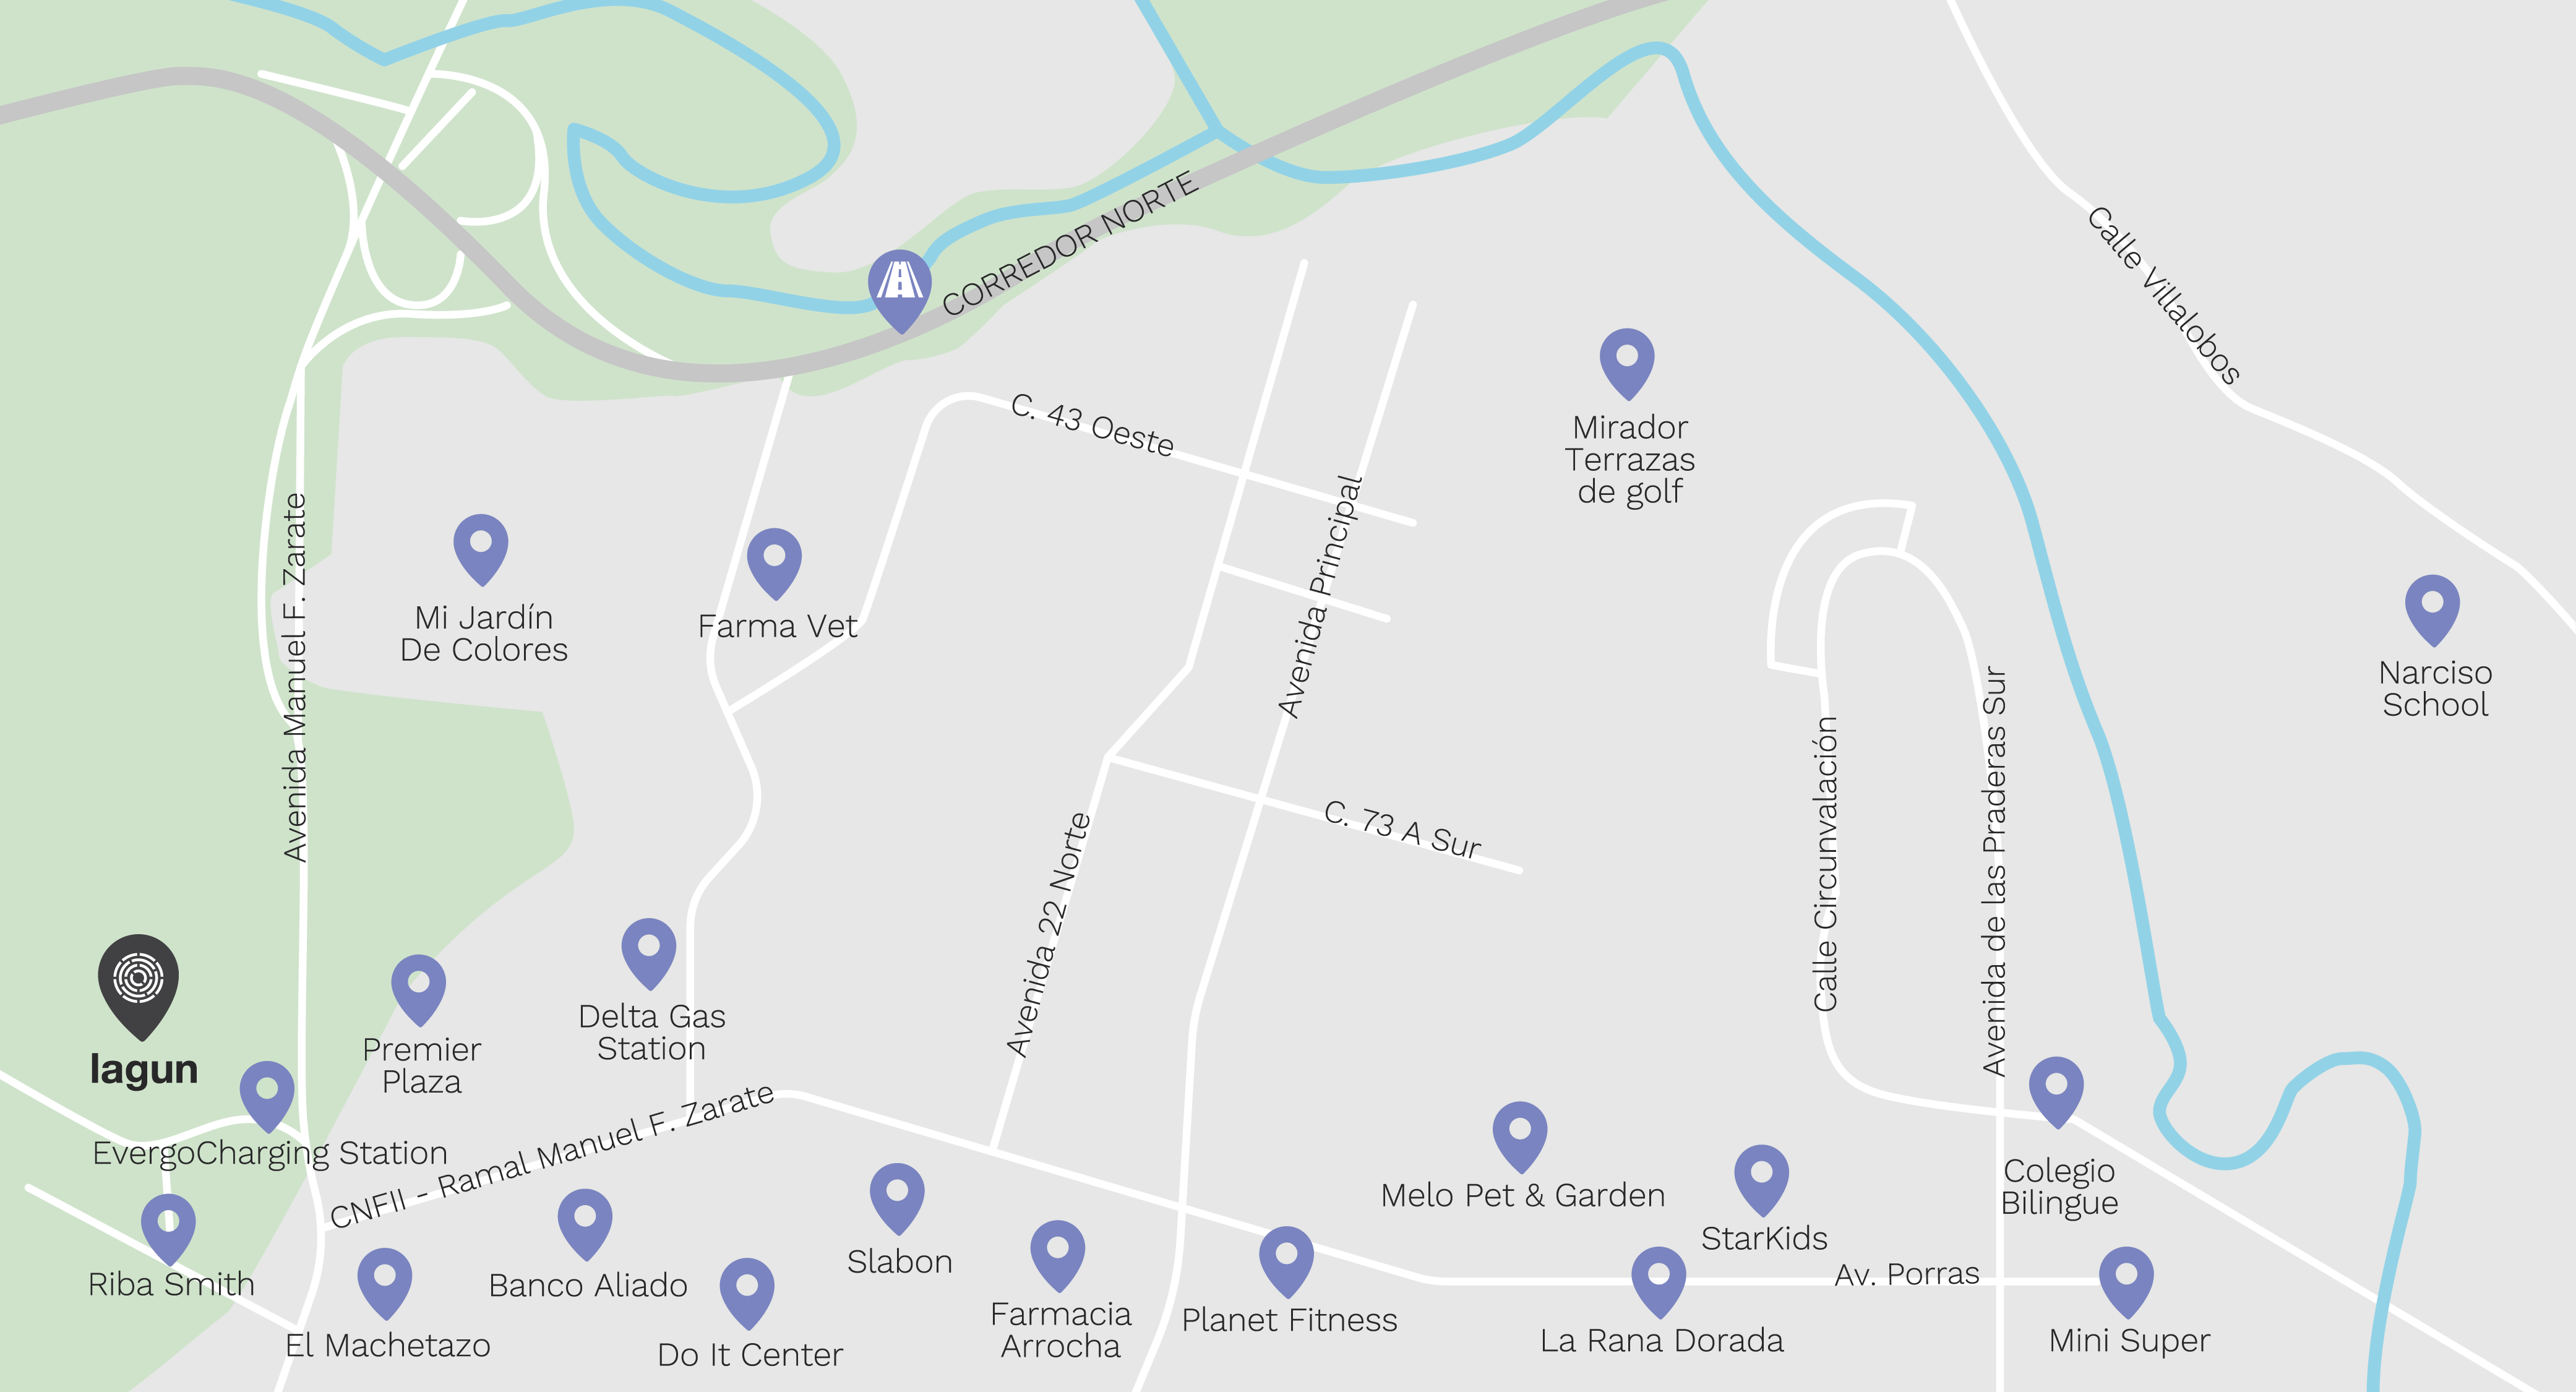 CORREDOR NORTE
Calle Villalobos
C. 43 Oeste
Mirador
Terrazas
de golf
Avenida Manuel F. Zarate
Avenida Principal
Mi Jardín
De Colores
Farma Vet
Narciso
School
Avenida de las Praderas Sur
Calle Circunvalación
C. 73 A Sur
Avenida 22 Norte
lagun
Premier
Plaza
Delta Gas
Station
EvergoCharging Station
CNFII - Ramal Manuel F. Zarate
Melo Pet & Garden
StarKids
Colegio
Bilingue
Riba Smith
Banco Aliado
Slabon
Av. Porras
El Machetazo
Do It Center
Farmacia
Arrocha
Planet Fitness
La Rana Dorada
Mini Super